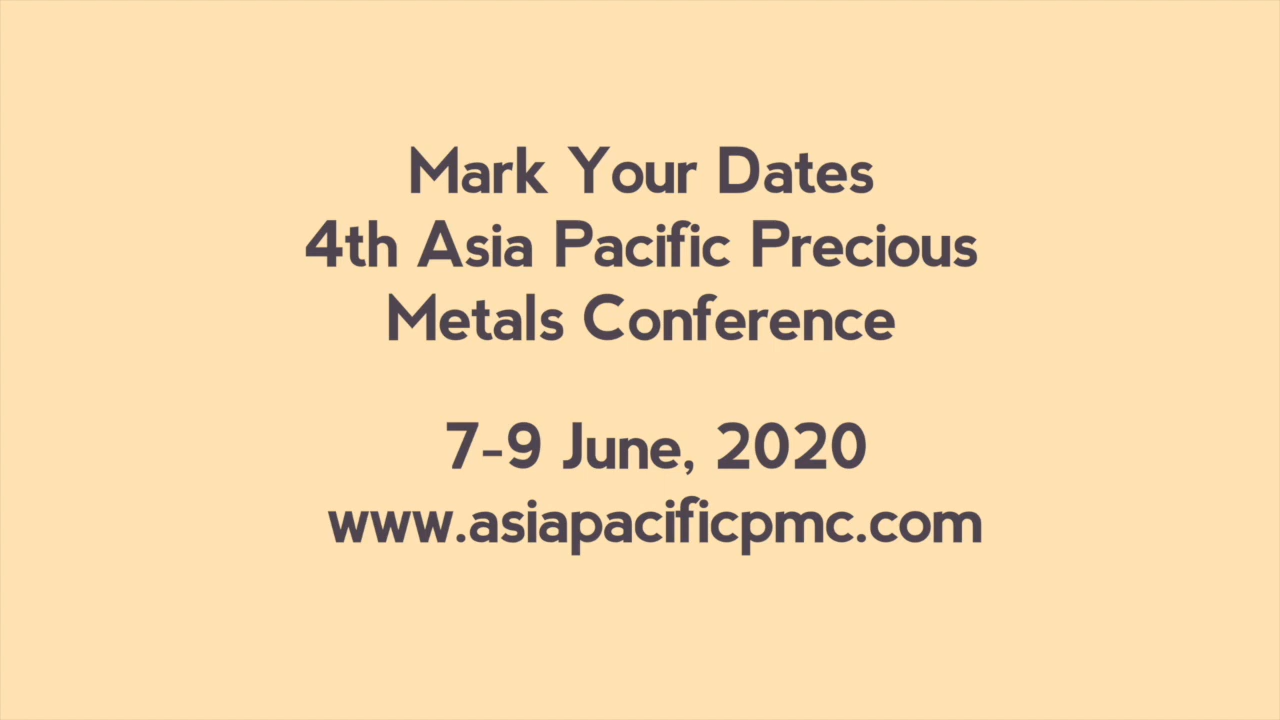 Mark Your Dates
4th Asia Pacific Precious
Metals Conference
7-9 June, 2020
www.asiapacificpmc.com